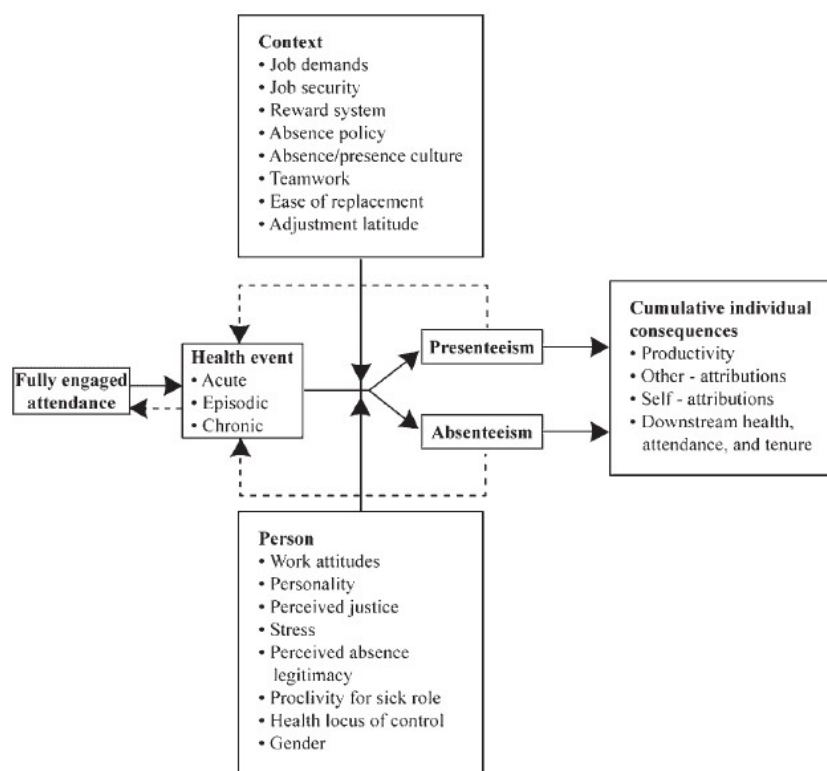 Context
• Job demands
• Job security
• Reward system
• Absence policy
• Absence/presence culture
• Teamwork
• Ease of replacement
• Adjustment latitude
Fully engaged
attendance
Health event
• Acute
• Episodic
• Chronic
Presenteeism
Absenteeism
Cumulative individual
consequences
• Productivity
• Other - attributions
• Self - attributions
• Downstream health,
attendance, and tenure
Person
• Work attitudes
• Personality
• Perceived justice
• Stress
• Perceived absence
legitimacy
• Proclivity for sick role
• Health locus of control
• Gender